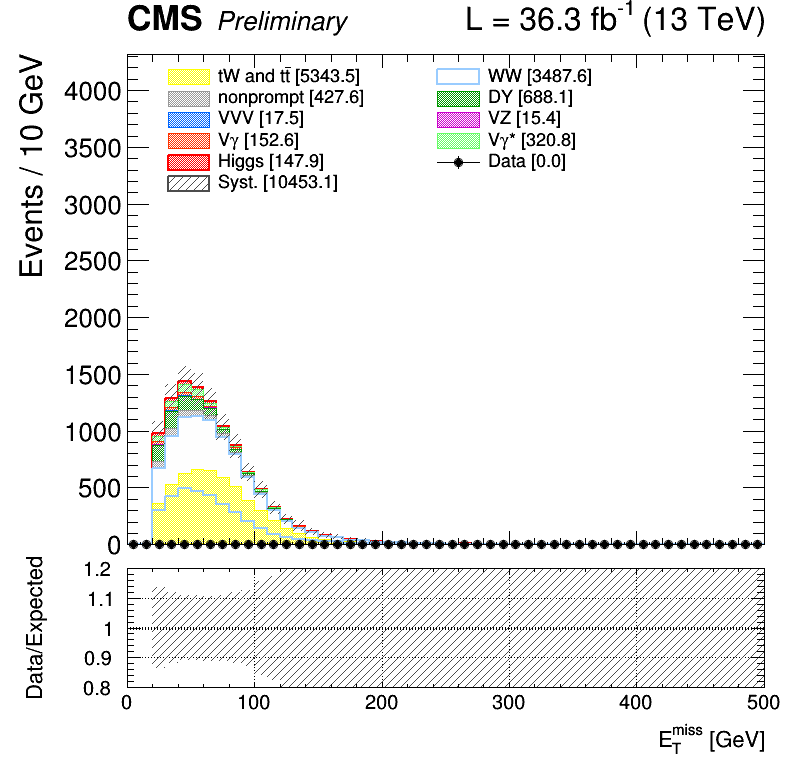 CMS Preliminary L = 36.3 fb⁻¹ (13 TeV)
Events / 10 GeV
4000
3500
3000
2500
2000
1500
1000
500
0
tW and tt̄ [5343.5]
nonprompt [427.6]
VVV [17.5]
Vγ [152.6]
Higgs [147.9]
Syst. [10453.1]
WW [3487.6]
DY [688.1]
VZ [15.4]
Vγ* [320.8]
Data [0.0]
Data/Expected
1.2
1.1
1
0.9
0.8
0 100 200 300 400 500
E_T^miss [GeV]